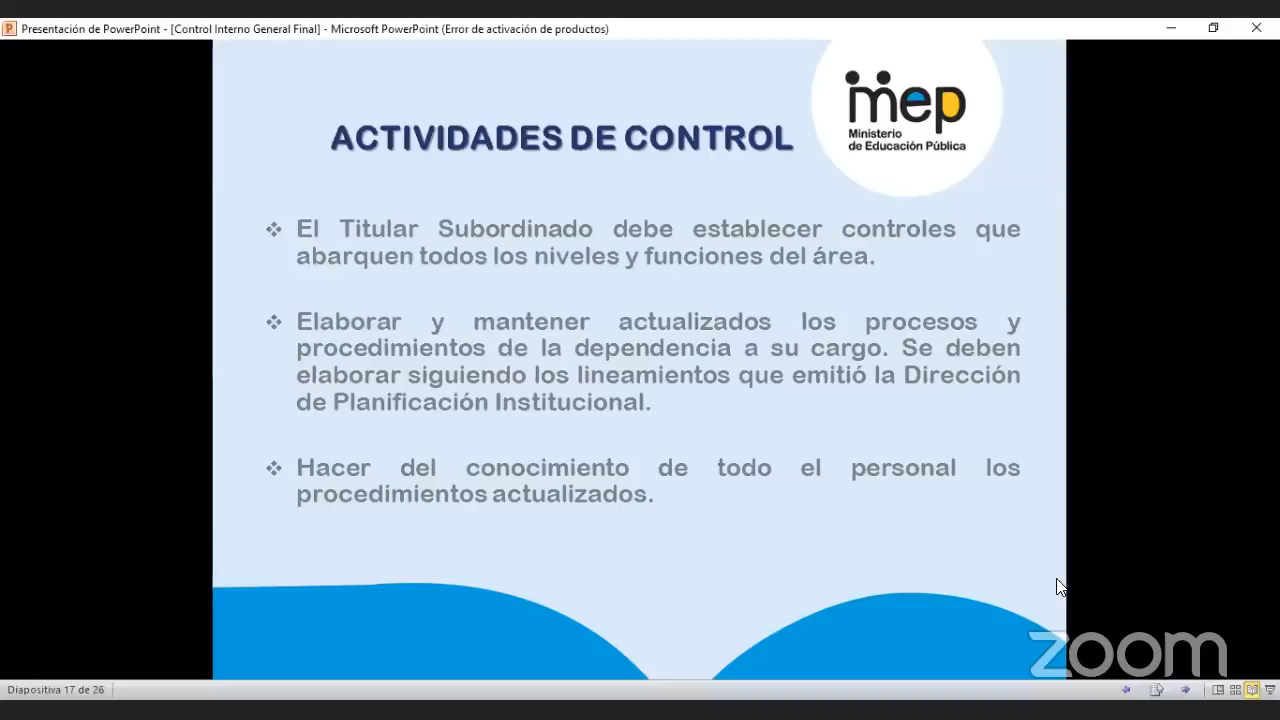 Presentación de PowerPoint - [Control Interno General Final] - Microsoft PowerPoint (Error de activación de productos)
mep
Ministerio
de Educación Pública
ACTIVIDADES DE CONTROL
El Titular Subordinado debe establecer controles que
abarquen todos los niveles y funciones del área.
Elaborar y mantener actualizados los procesos y
procedimientos de la dependencia a su cargo. Se deben
elaborar siguiendo los lineamientos que emitió la Dirección
de Planificación Institucional.
Hacer del conocimiento de todo el personal los
procedimientos actualizados.
zoom
Diapositiva 17 de 26